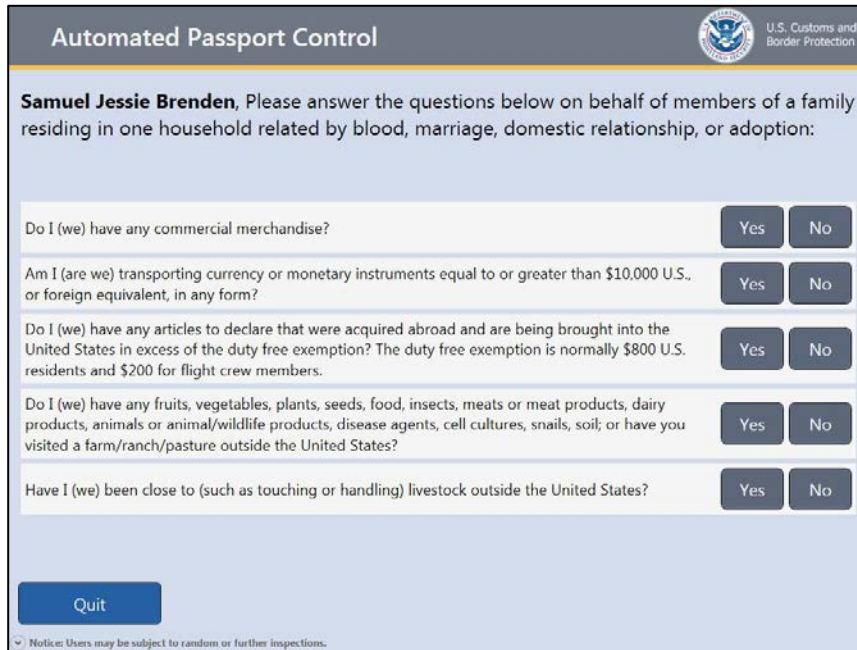 Automated Passport Control
U.S. Customs and
Border Protection
Samuel Jessie Brenden, Please answer the questions below on behalf of members of a family
residing in one household related by blood, marriage, domestic relationship, or adoption:
Do I (we) have any commercial merchandise?
Yes No
Am I (are we) transporting currency or monetary instruments equal to or greater than $10,000 U.S.,
or foreign equivalent, in any form?
Yes No
Do I (we) have any articles to declare that were acquired abroad and are being brought into the
United States in excess of the duty free exemption? The duty free exemption is normally $800 U.S.
residents and $200 for flight crew members.
Yes No
Do I (we) have any fruits, vegetables, plants, seeds, food, insects, meats or meat products, dairy
products, animals or animal/wildlife products, disease agents, cell cultures, snails, soil; or have you
visited a farm/ranch/pasture outside the United States?
Yes No
Have I (we) been close to (such as touching or handling) livestock outside the United States?
Yes No
Quit
Notice: Users may be subject to random or further inspections.